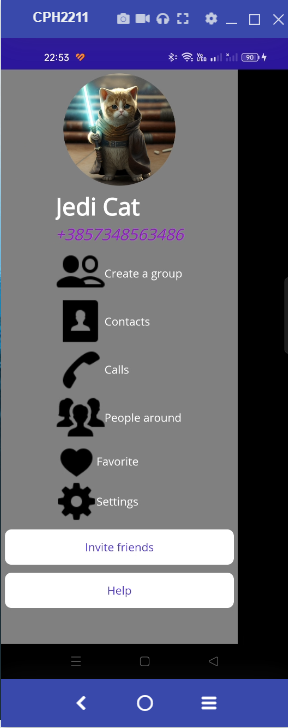 CPH2211
22:53
90
Jedi Cat
+3857348563486
Create a group
Contacts
Calls
People around
Favorite
Settings
Invite friends
Help